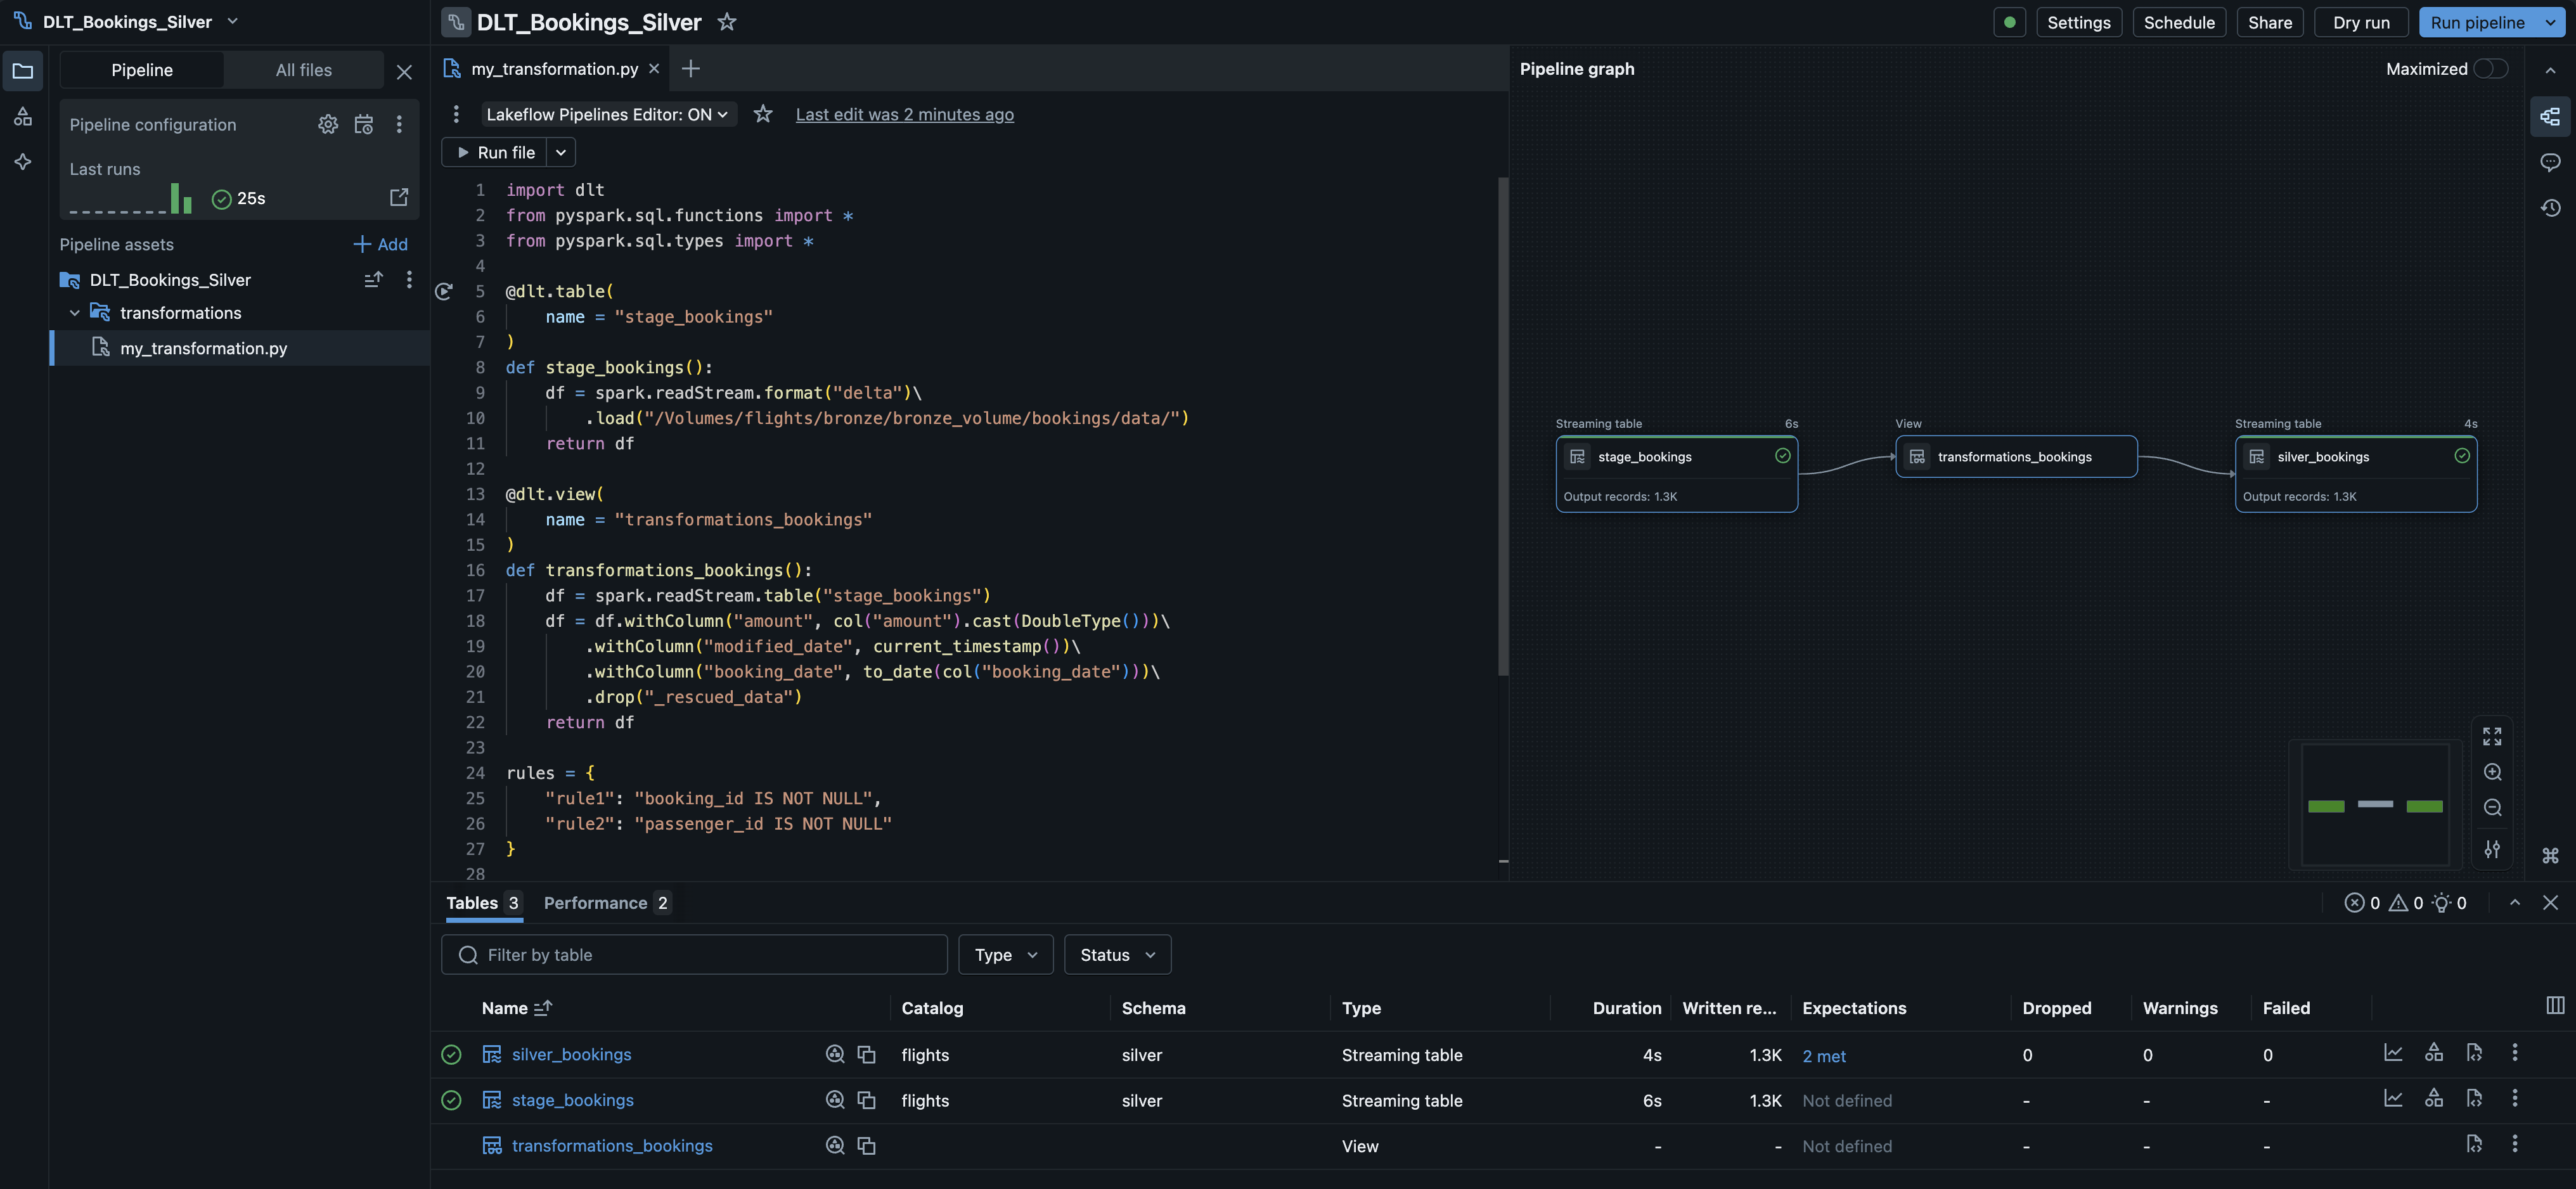 DLT_Bookings_Silver
DLT_Bookings_Silver
Settings
Schedule
Share
Dry run
Run pipeline
Pipeline
All files
Pipeline configuration
Last runs
25s
Pipeline assets
Add
DLT_Bookings_Silver
transformations
my_transformation.py
my_transformation.py
Lakeflow Pipelines Editor: ON
Last edit was 2 minutes ago
Run file
1 import dlt
2 from pyspark.sql.functions import *
3 from pyspark.sql.types import *
4
5 @dlt.table(
6     name = "stage_bookings"
7 )
8 def stage_bookings():
9     df = spark.readStream.format("delta")\
10         .load("/Volumes/flights/bronze/bronze_volume/bookings/data/")
11     return df
12
13 @dlt.view(
14     name = "transformations_bookings"
15 )
16 def transformations_bookings():
17     df = spark.readStream.table("stage_bookings")
18     df = df.withColumn("amount", col("amount").cast(DoubleType()))\
19         .withColumn("modified_date", current_timestamp())\
20         .withColumn("booking_date", to_date(col("booking_date")))\
21         .drop("_rescued_data")
22     return df
23
24 rules = {
25     "rule1": "booking_id IS NOT NULL",
26     "rule2": "passenger_id IS NOT NULL"
27 }
28
Pipeline graph
Maximized
Streaming table 6s
stage_bookings
Output records: 1.3K
View
transformations_bookings
Streaming table 4s
silver_bookings
Output records: 1.3K
Tables 3
Performance 2
0 0 0
Filter by table
Type
Status
Name Catalog Schema Type Duration Written re... Expectations Dropped Warnings Failed
silver_bookings flights silver Streaming table 4s 1.3K 2 met 0 0 0
stage_bookings flights silver Streaming table 6s 1.3K Not defined - - -
transformations_bookings View - - Not defined - - -